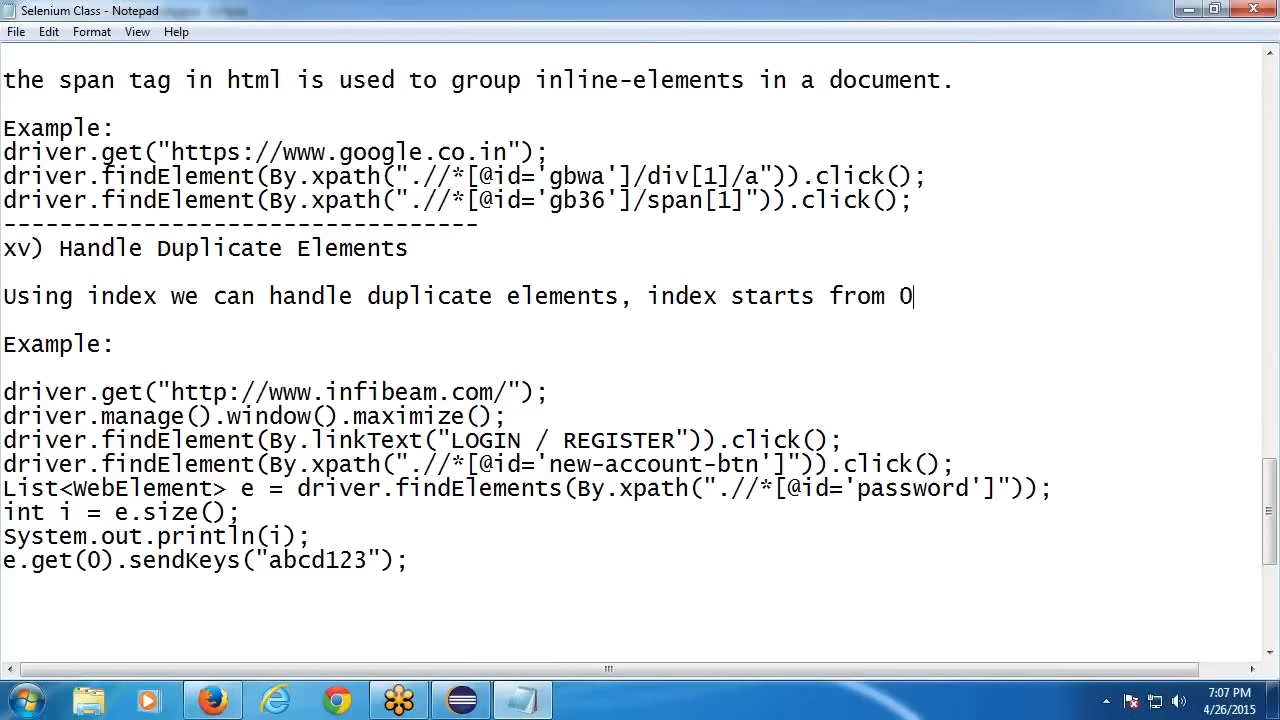 Selenium Class - Notepad
File Edit Format View Help
the span tag in html is used to group inline-elements in a document.
Example:
driver.get("https://www.google.co.in");
driver.findElement(By.xpath(".//*[@id='gbwa']/div[1]/a")).click();
driver.findElement(By.xpath(".//*[@id='gb36']/span[1]")).click();
----------------------------------
xv) Handle Duplicate Elements
Using index we can handle duplicate elements, index starts from 0
Example:
driver.get("http://www.infibeam.com/");
driver.manage().window().maximize();
driver.findElement(By.linkText("LOGIN / REGISTER")).click();
driver.findElement(By.xpath(".//*[@id='new-account-btn']")).click();
List<WebElement> e = driver.findElements(By.xpath(".//*[@id='password']"));
int i = e.size();
System.out.println(i);
e.get(0).sendKeys("abcd123");
7:07 PM
4/26/2015